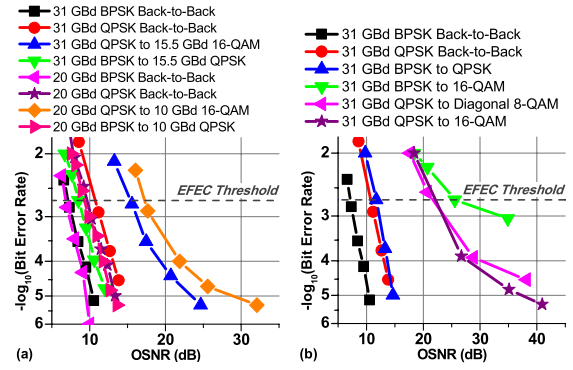 31 GBd BPSK Back-to-Back
31 GBd QPSK Back-to-Back
31 GBd QPSK to 15.5 GBd 16-QAM
31 GBd BPSK to 15.5 GBd QPSK
20 GBd BPSK Back-to-Back
20 GBd QPSK Back-to-Back
20 GBd QPSK to 10 GBd 16-QAM
20 GBd BPSK to 10 GBd QPSK
2
3
4
5
6
-log10(Bit Error Rate)
EFEC Threshold
10
20
30
(a)
OSNR (dB)
31 GBd BPSK Back-to-Back
31 GBd QPSK Back-to-Back
31 GBd BPSK to QPSK
31 GBd BPSK to 16-QAM
31 GBd QPSK to Diagonal 8-QAM
31 GBd QPSK to 16-QAM
2
3
4
5
6
-log10(Bit Error Rate)
EFEC Threshold
10
20
30
40
(b)
OSNR (dB)